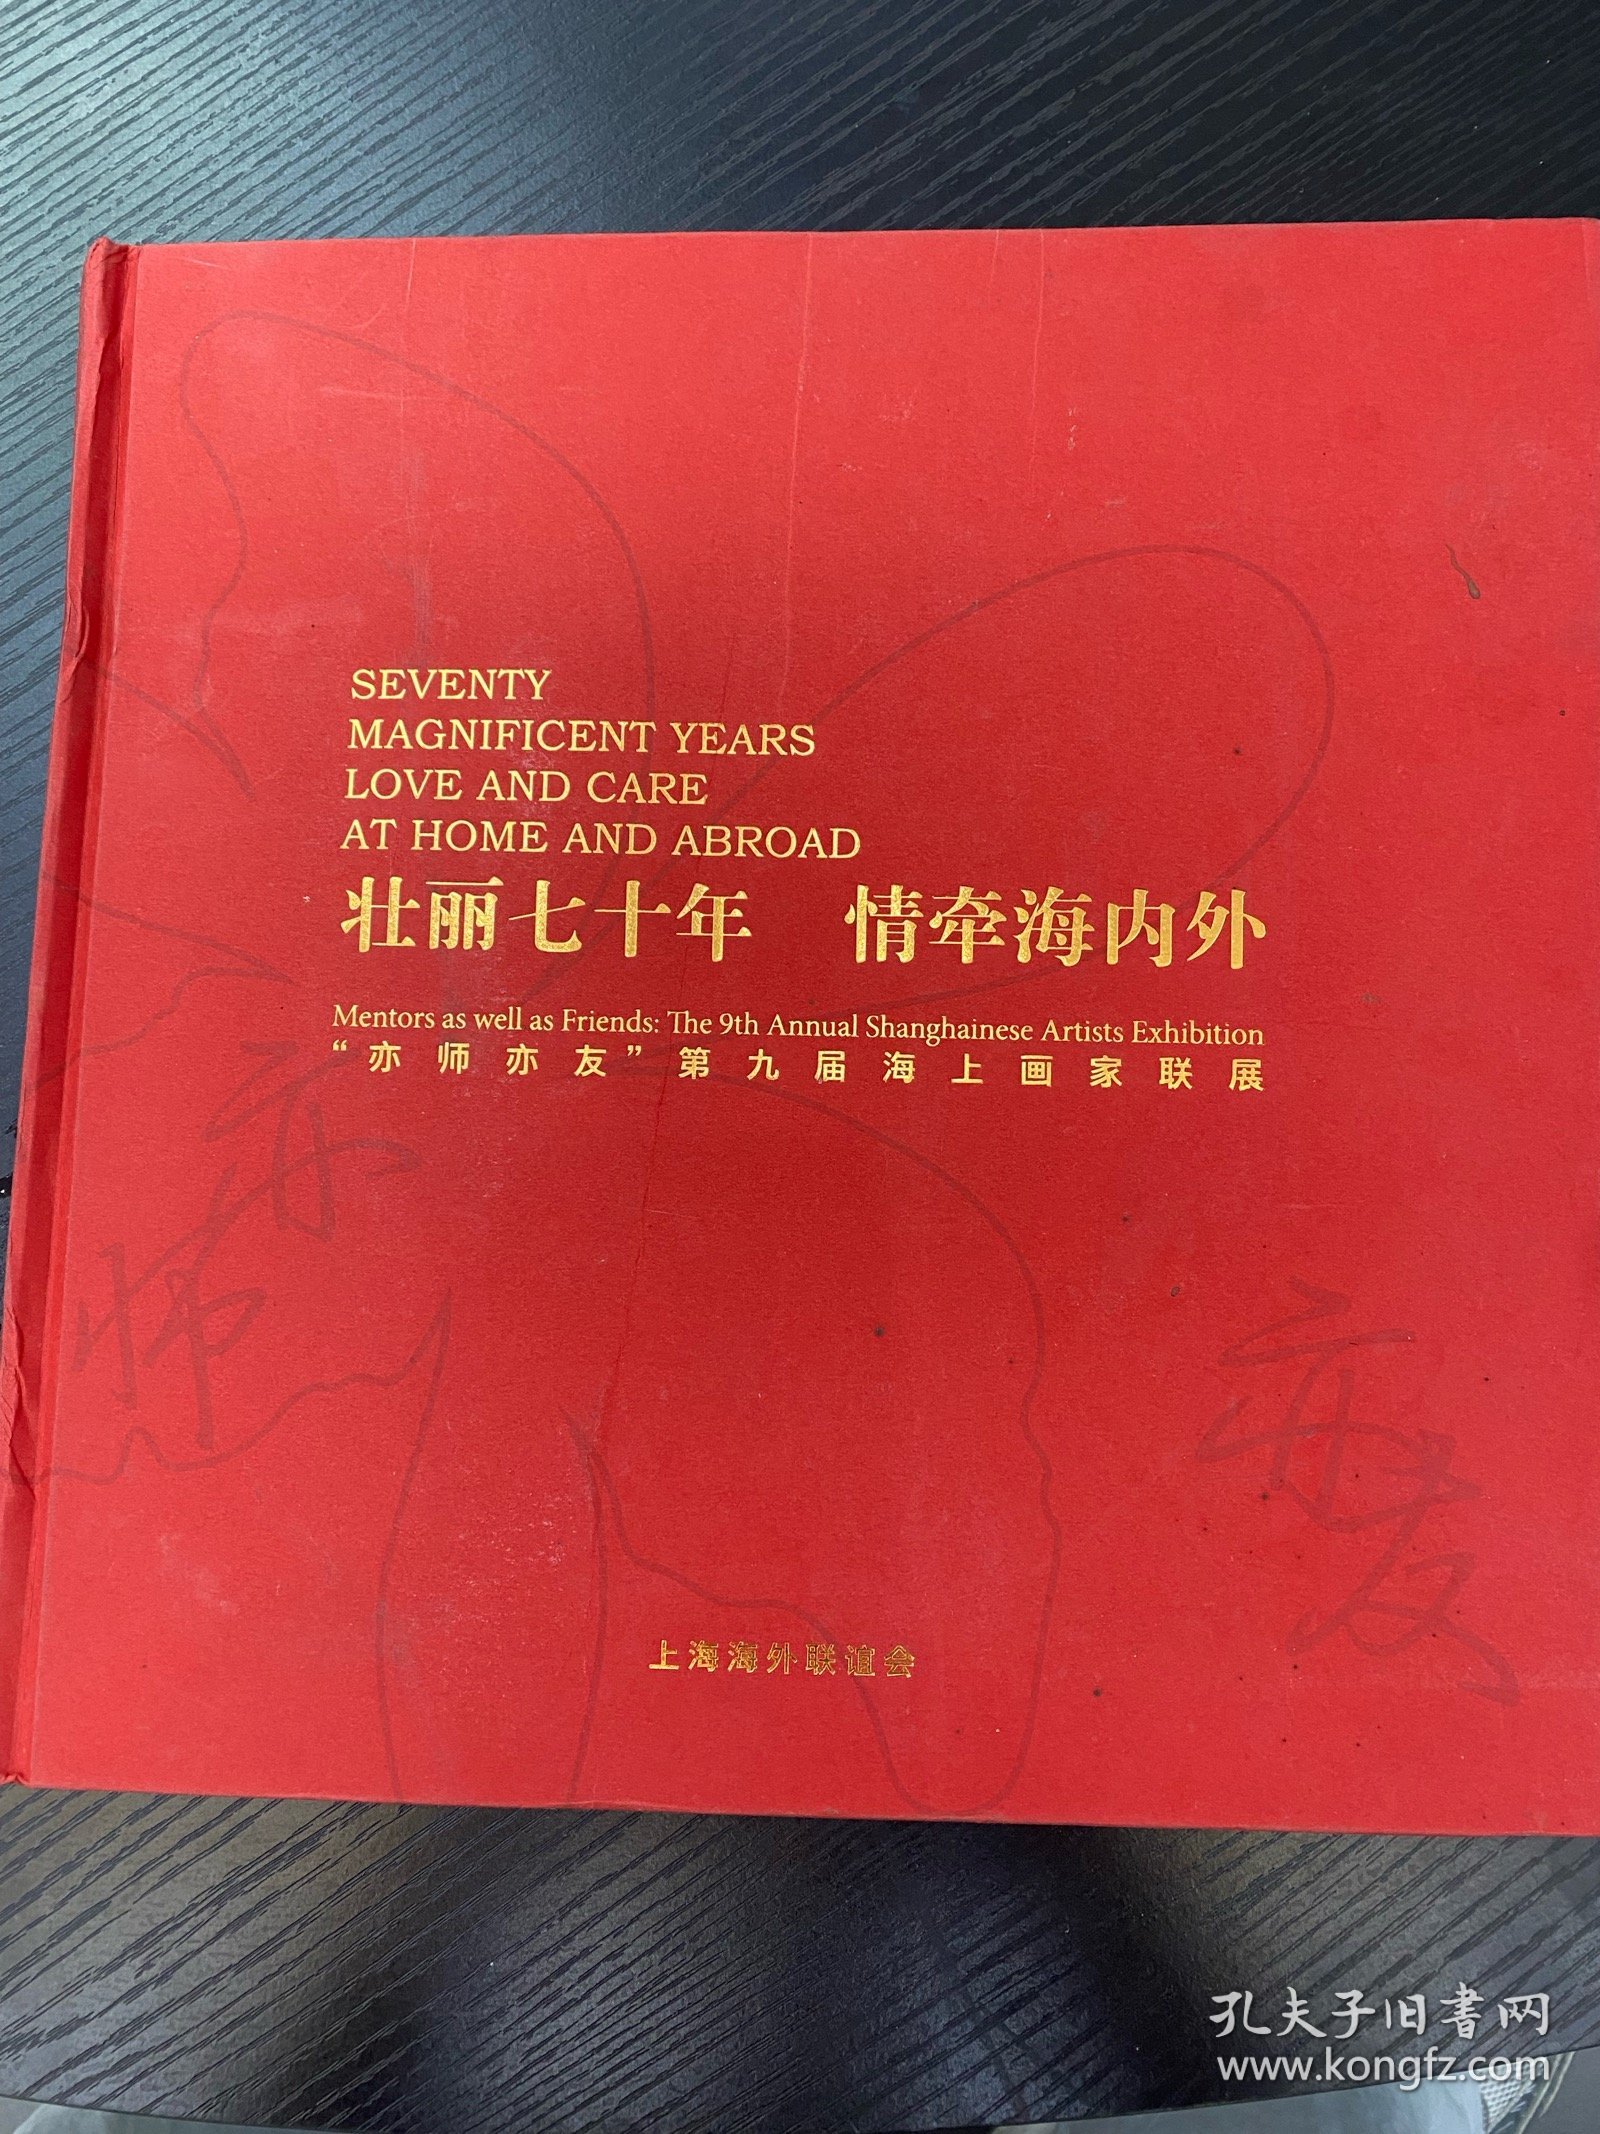 SEVENTY
MAGNIFICENT YEARS
LOVE AND CARE
AT HOME AND ABROAD
壮丽七十年 情牵海内外
Mentors as well as Friends: The 9th Annual Shanghainese Artists Exhibition
“亦师亦友”第九届海上画家联展
亦
师
亦
友
上海海外联谊会
孔夫子旧書网
www.kongfz.com